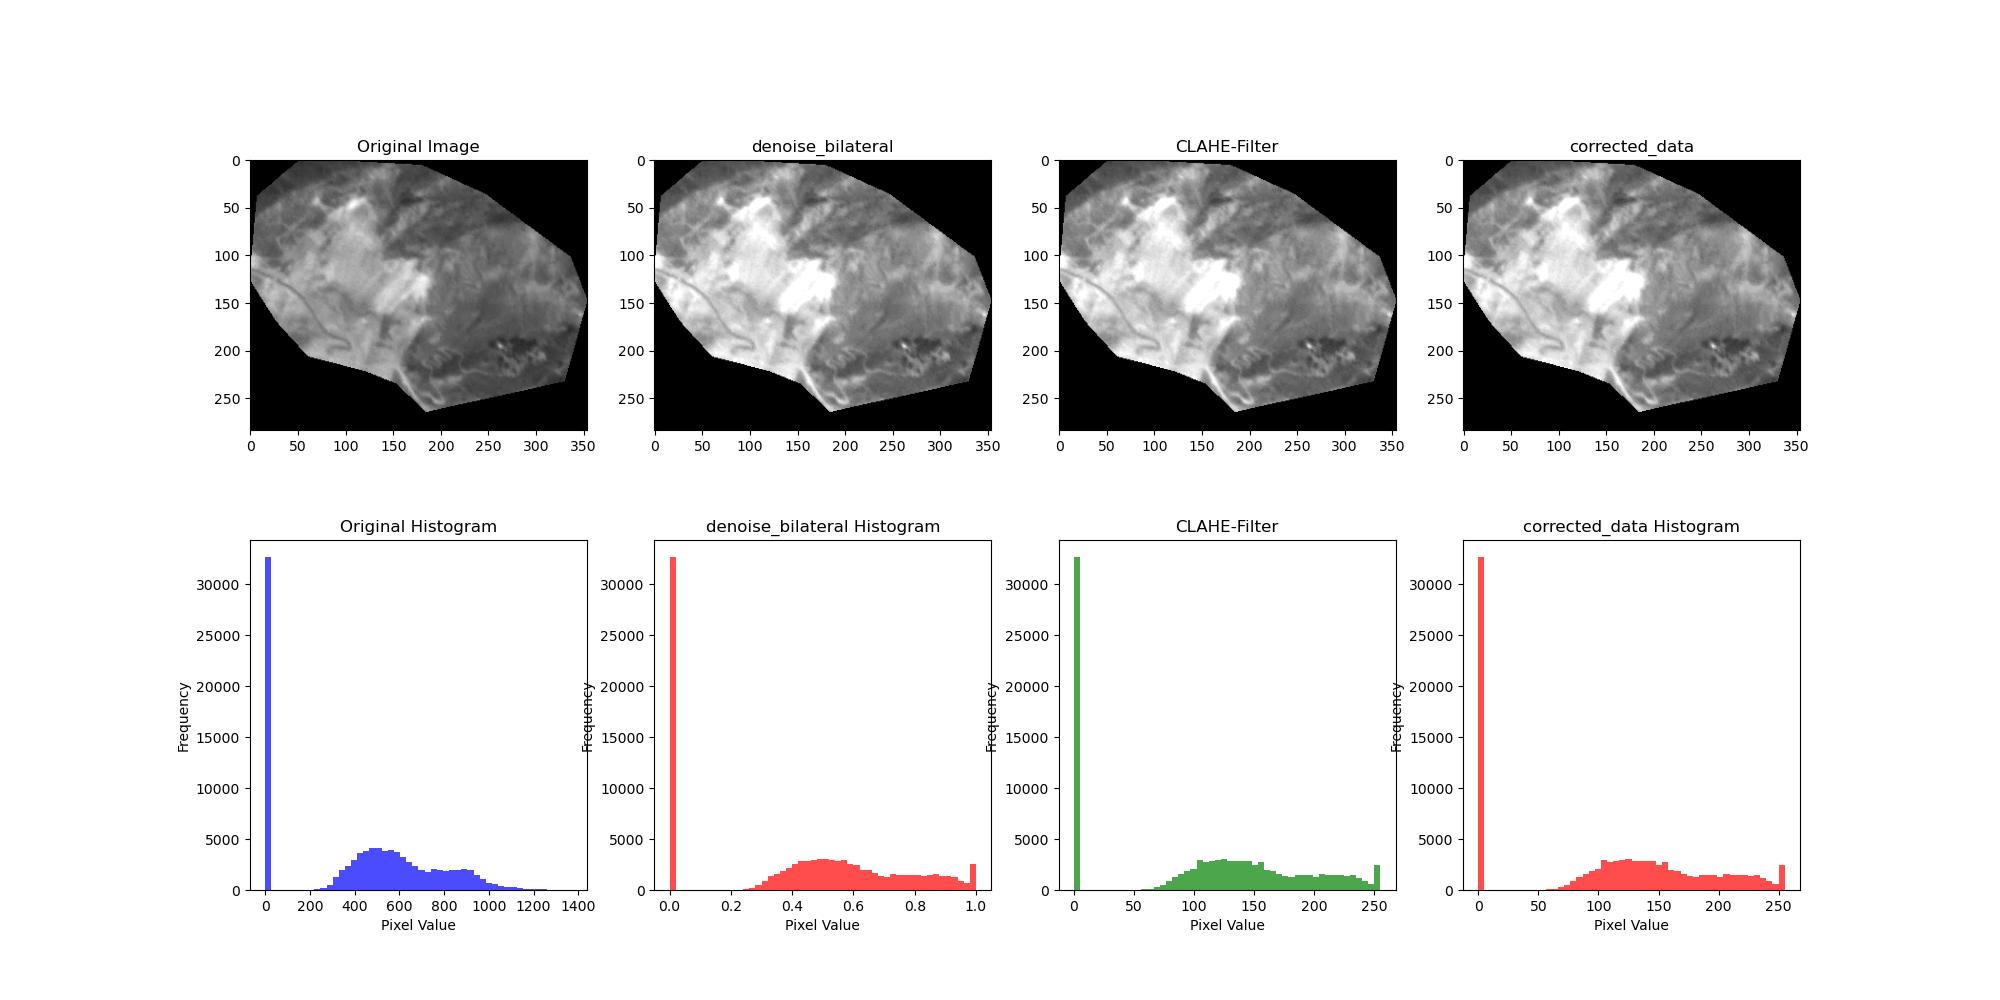 Original Image
denoise_bilateral
CLAHE-Filter
corrected_data
0
50
100
150
200
250
0 50 100 150 200 250 300 350
0
50
100
150
200
250
0 50 100 150 200 250 300 350
0
50
100
150
200
250
0 50 100 150 200 250 300 350
0
50
100
150
200
250
0 50 100 150 200 250 300 350
Original Histogram
Frequency
30000
25000
20000
15000
10000
5000
0
0 200 400 600 800 1000 1200 1400
Pixel Value
denoise_bilateral Histogram
Frequency
30000
25000
20000
15000
10000
5000
0
0.0 0.2 0.4 0.6 0.8 1.0
Pixel Value
CLAHE-Filter
Frequency
30000
25000
20000
15000
10000
5000
0
0 50 100 150 200 250
Pixel Value
corrected_data Histogram
Frequency
30000
25000
20000
15000
10000
5000
0
0 50 100 150 200 250
Pixel Value